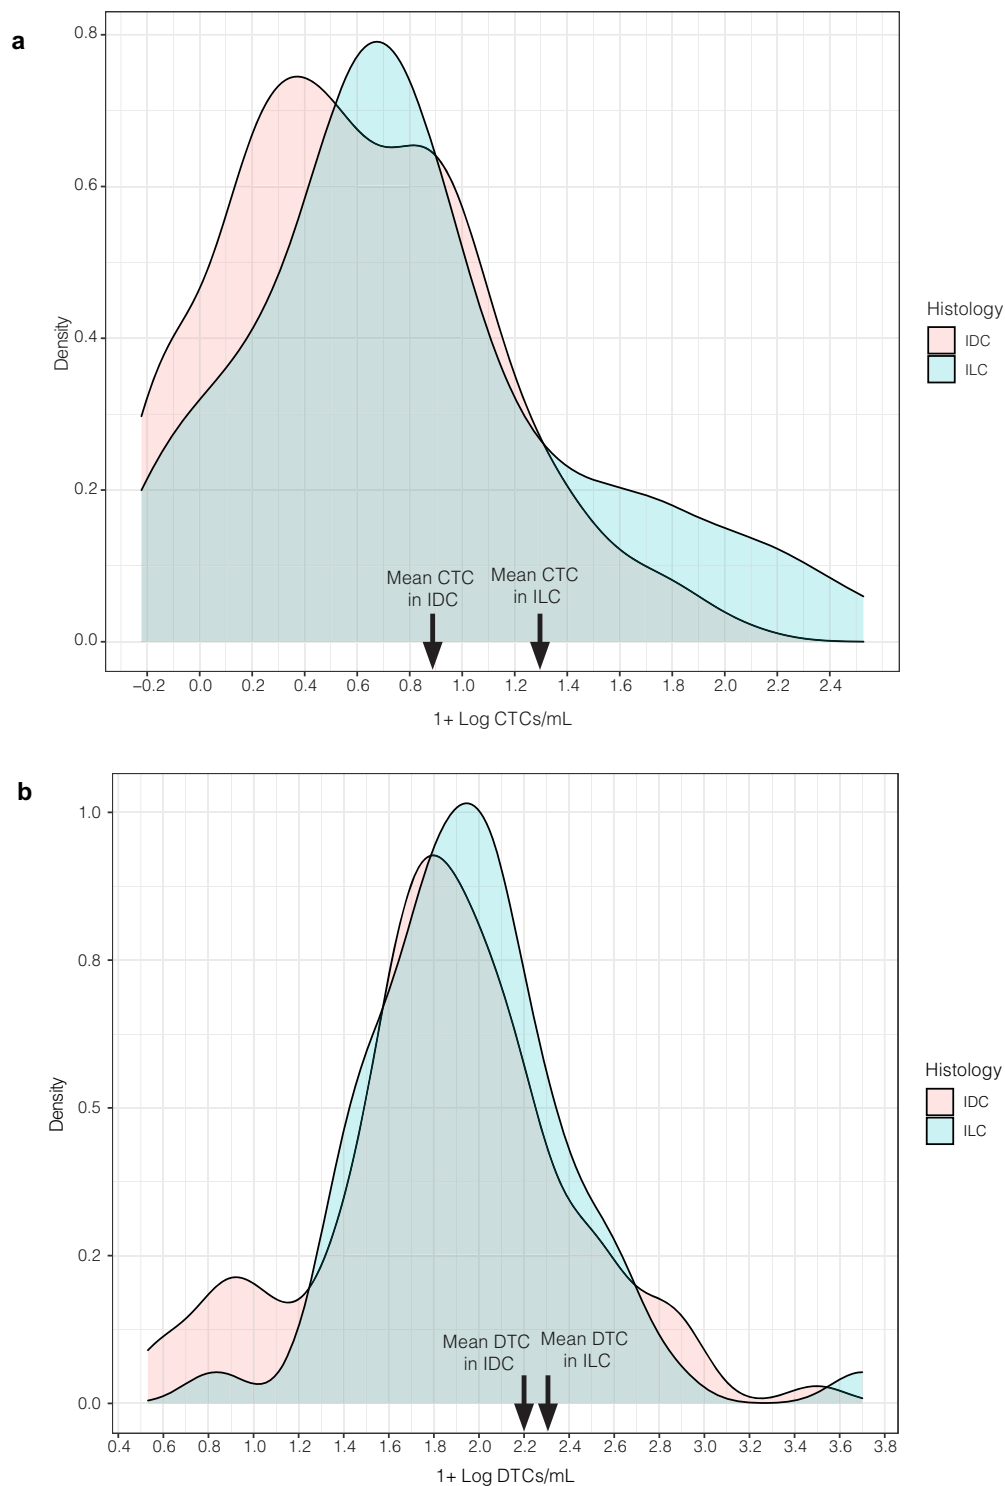 a
0.8
0.6
0.4
0.2
0.0
Density
Mean CTC
in IDC
Mean CTC
in ILC
−0.2 0.0 0.2 0.4 0.6 0.8 1.0 1.2 1.4 1.6 1.8 2.0 2.2 2.4
1+ Log CTCs/mL
Histology
IDC
ILC
b
1.0
0.8
0.5
0.2
0.0
Density
Mean DTC
in IDC
Mean DTC
in ILC
0.4 0.6 0.8 1.0 1.2 1.4 1.6 1.8 2.0 2.2 2.4 2.6 2.8 3.0 3.2 3.4 3.6 3.8
1+ Log DTCs/mL
Histology
IDC
ILC